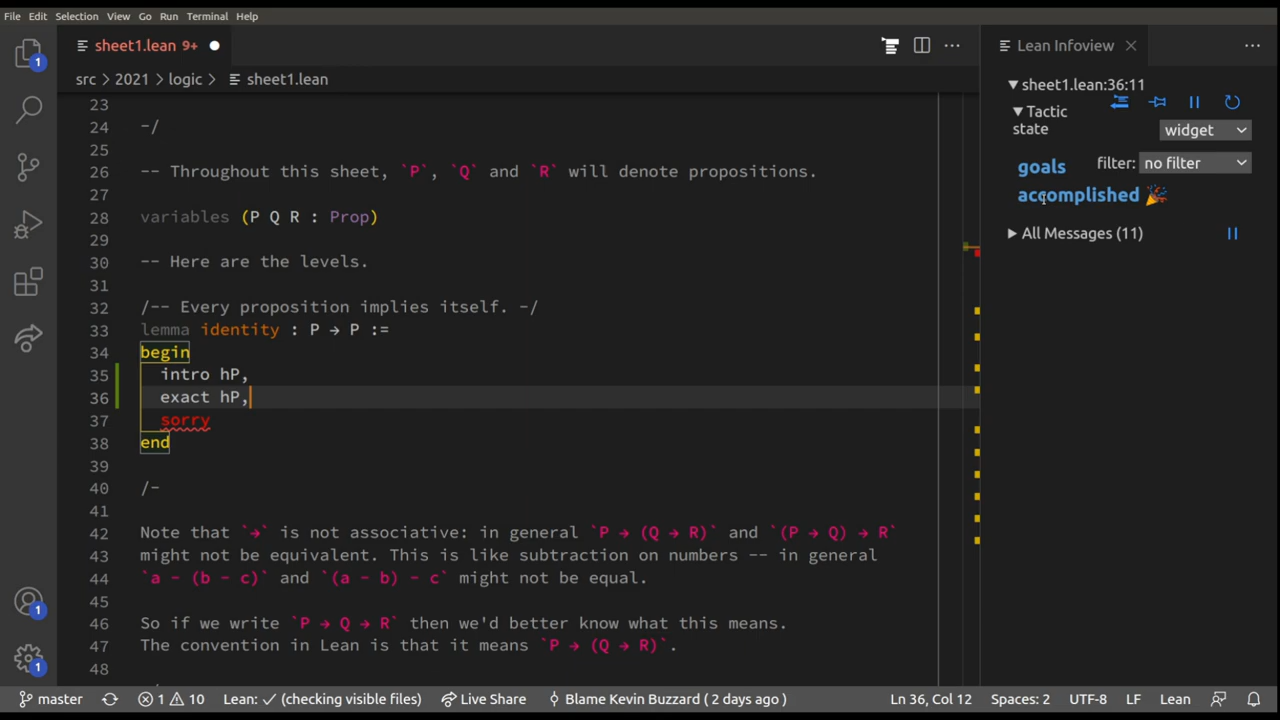 File Edit Selection View Go Run Terminal Help
sheet1.lean 9+
src > 2021 > logic > sheet1.lean
23
24 -/
25
26 -- Throughout this sheet, `P`, `Q` and `R` will denote propositions.
27
28 variables (P Q R : Prop)
29
30 -- Here are the levels.
31
32 /-- Every proposition implies itself. -/
33 lemma identity : P → P :=
34 begin
35 intro hP,
36 exact hP,
37 sorry
38 end
39
40 /-
41
42 Note that `→` is not associative: in general `P → (Q → R)` and `(P → Q) → R`
43 might not be equivalent. This is like subtraction on numbers -- in general
44 `a - (b - c)` and `(a - b) - c` might not be equal.
45
46 So if we write `P → Q → R` then we'd better know what this means.
47 The convention in Lean is that it means `P → (Q → R)`.
48
Lean Infoview
sheet1.lean:36:11
Tactic
state
widget
goals
filter: no filter
accomplished 🎉
All Messages (11)
1
1
1
master
1 10
Lean: ✓ (checking visible files)
Live Share
Blame Kevin Buzzard ( 2 days ago )
Ln 36, Col 12
Spaces: 2
UTF-8
LF
Lean